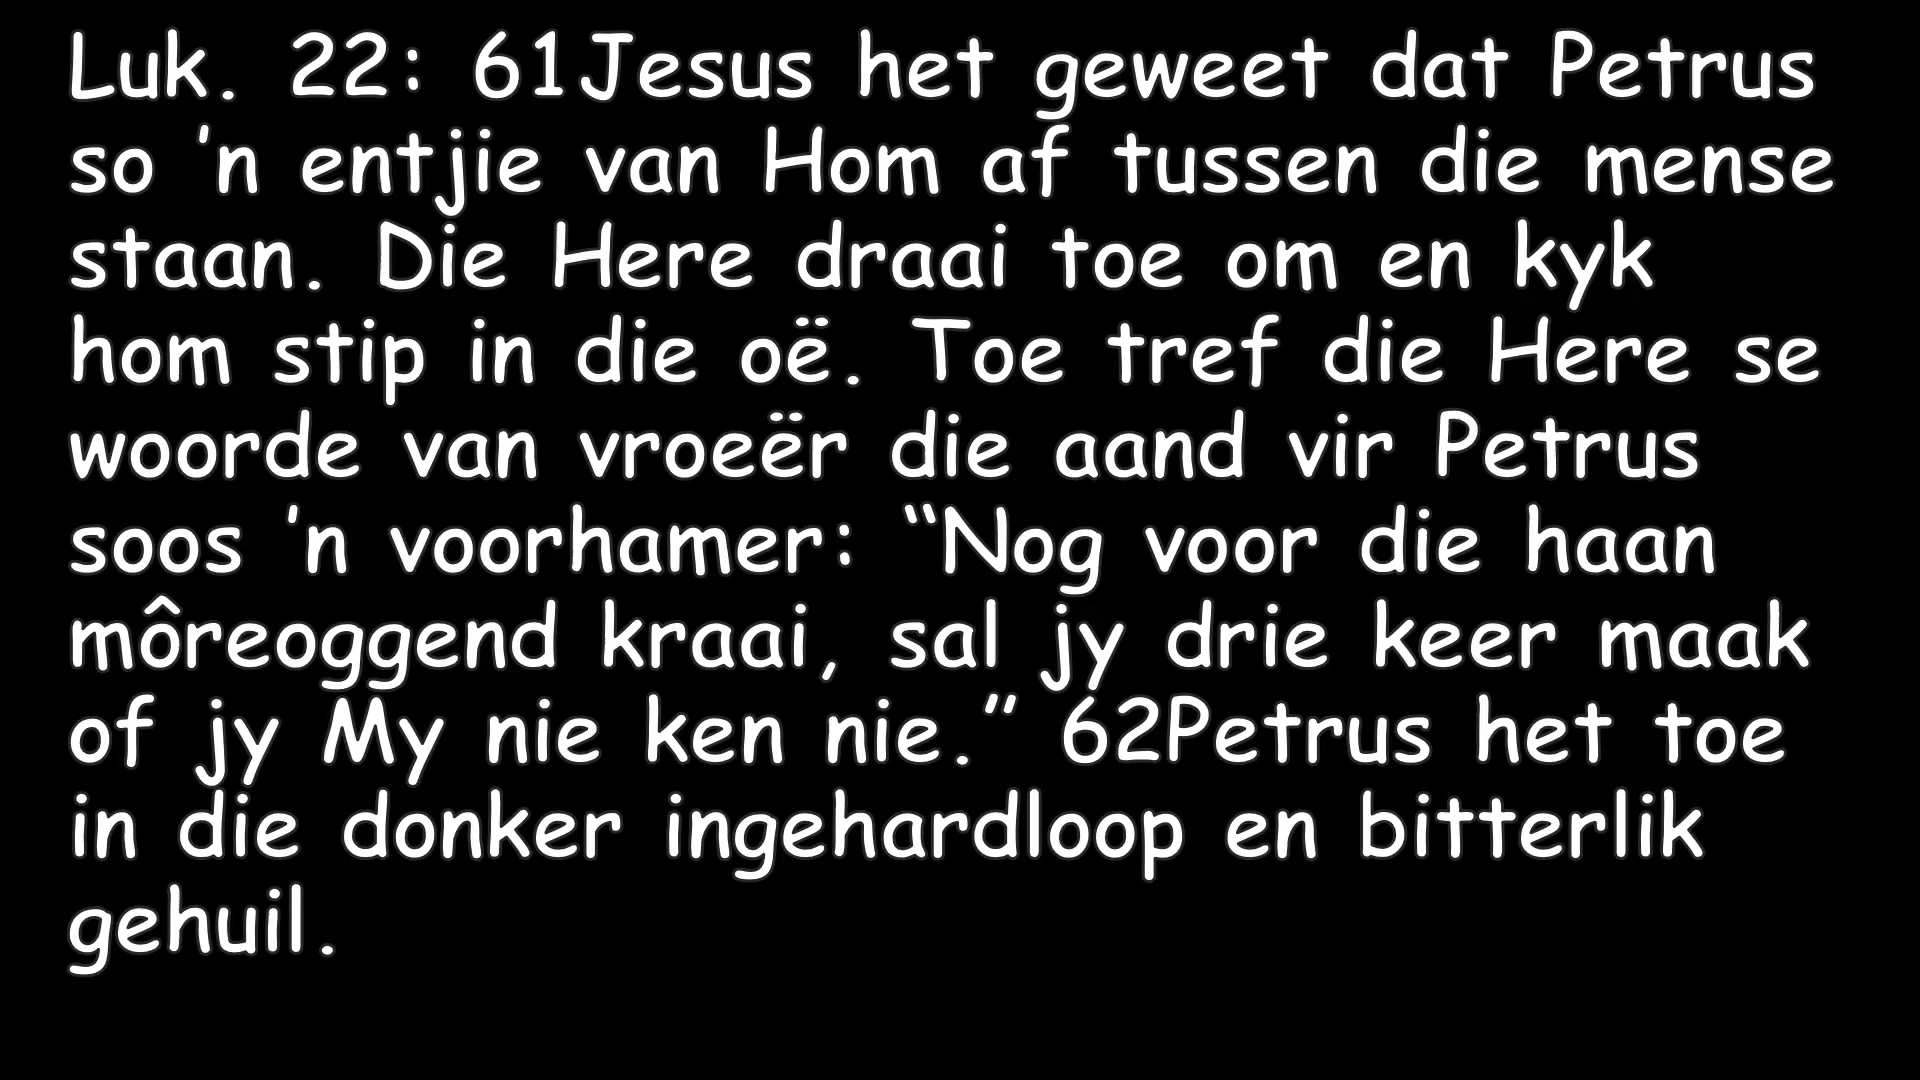 Luk. 22: 61Jesus het geweet dat Petrus
so 'n entjie van Hom af tussen die mense
staan. Die Here draai toe om en kyk
hom stip in die oë. Toe tref die Here se
woorde van vroeër die aand vir Petrus
soos 'n voorhamer: “Nog voor die haan
môreoggend kraai, sal jy drie keer maak
of jy My nie ken nie.” 62Petrus het toe
in die donker ingehardloop en bitterlik
gehuil.